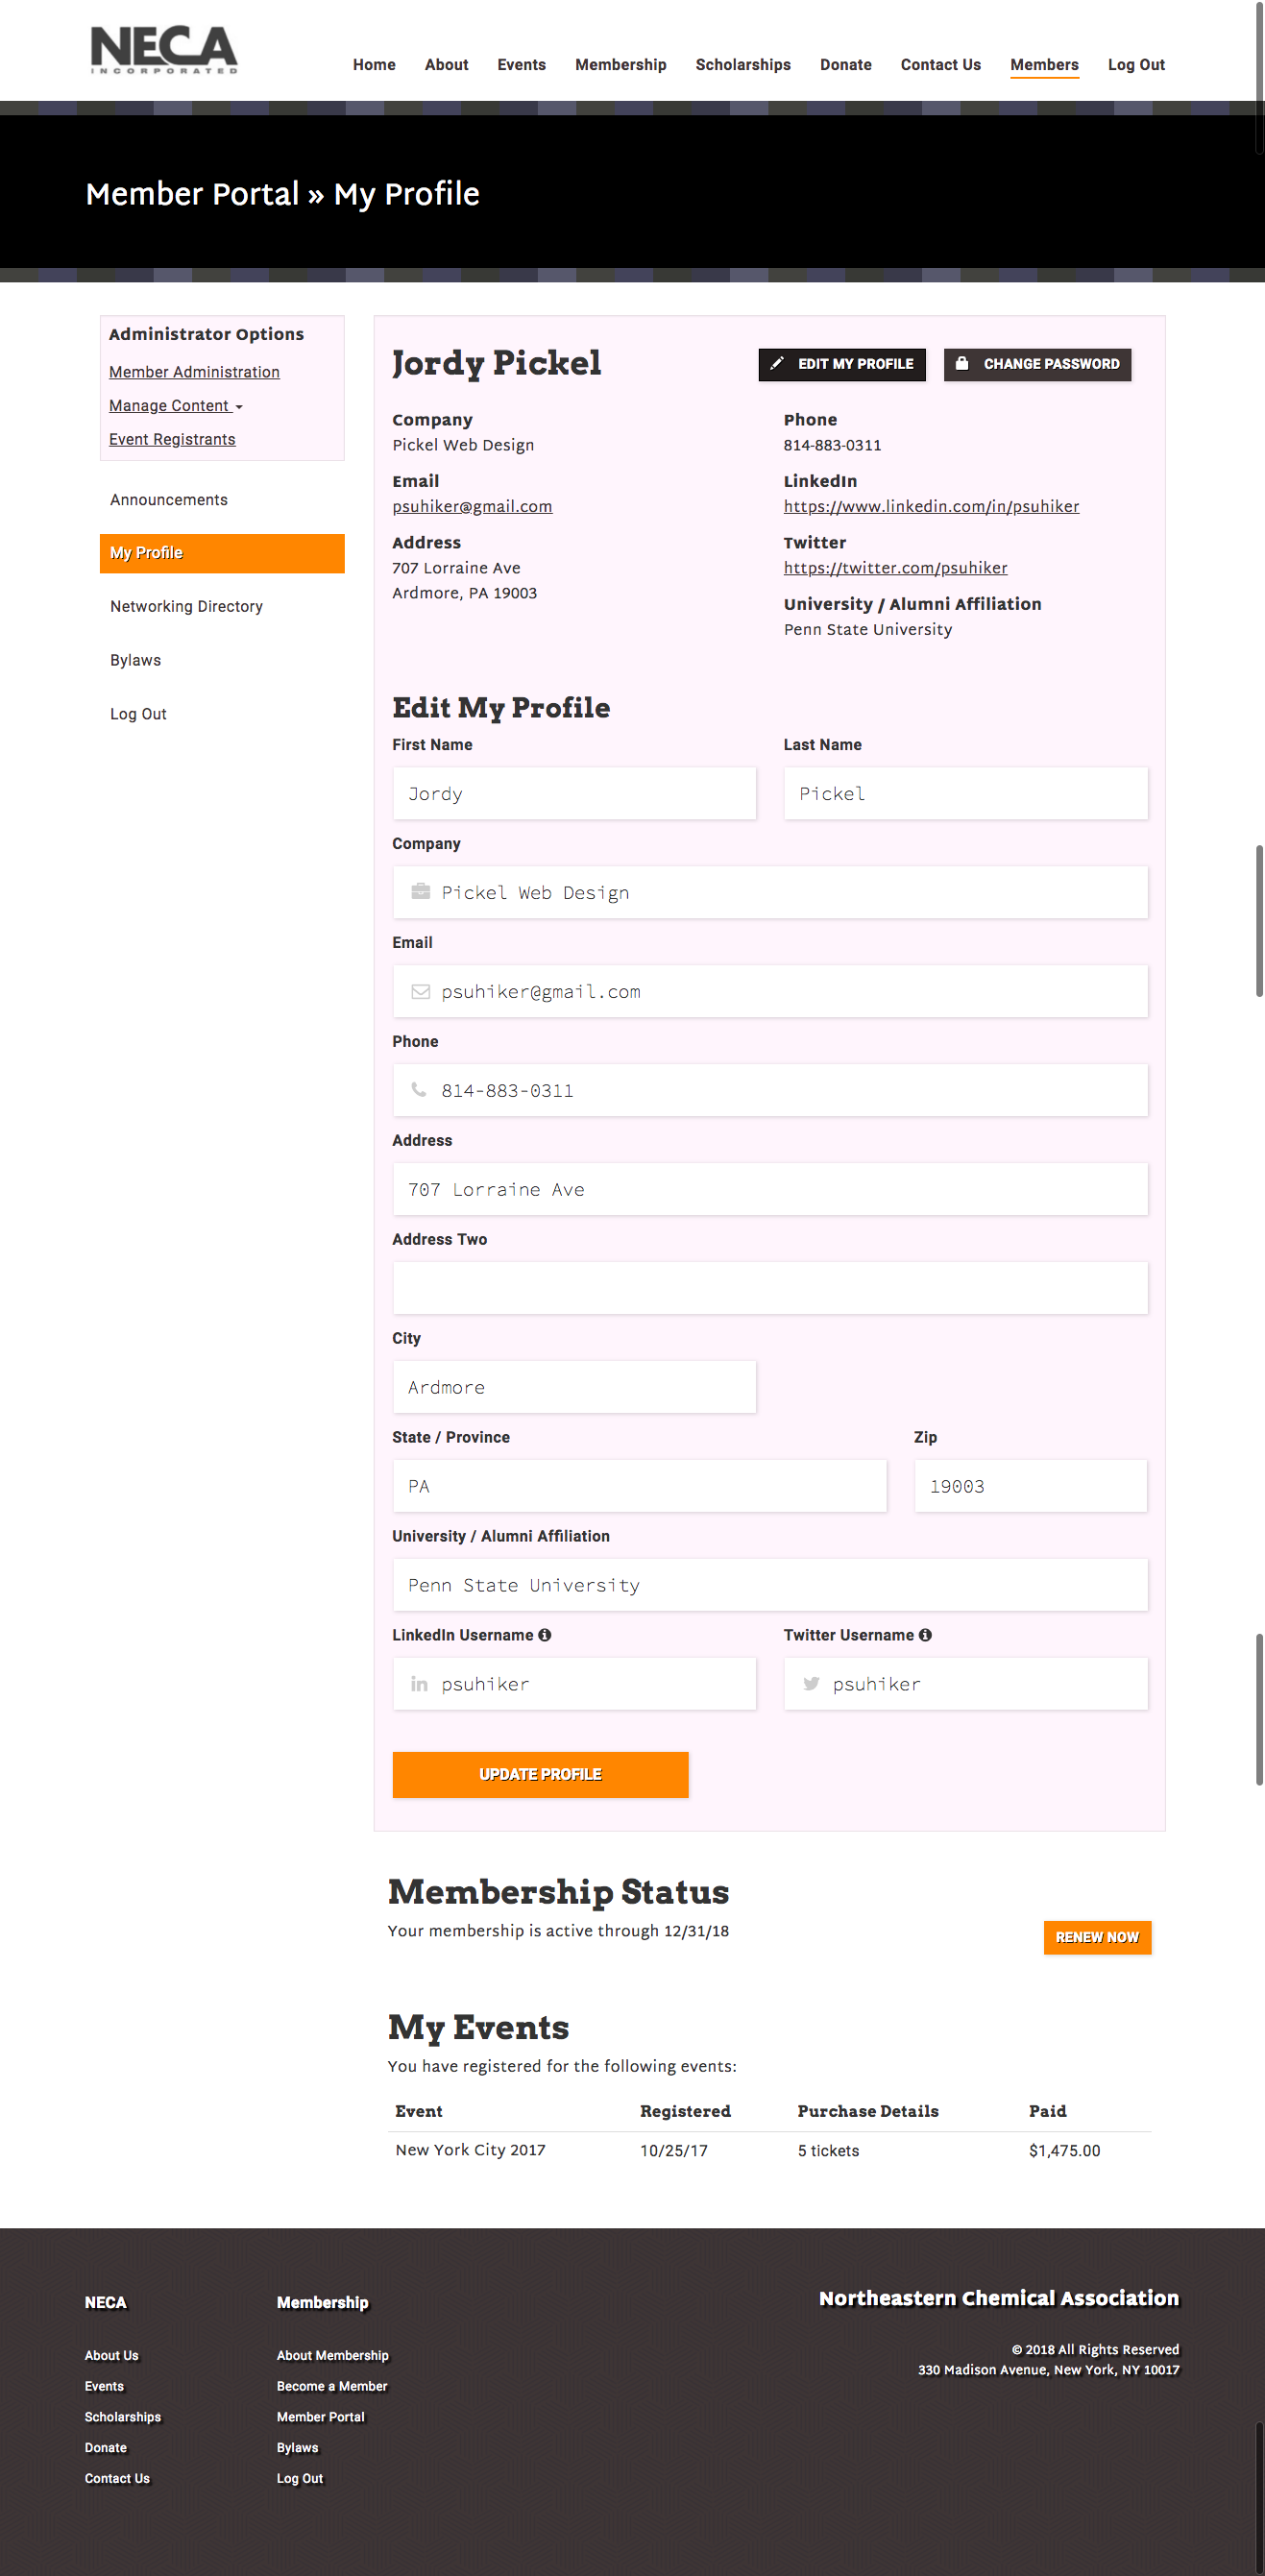 NECA
INCORPORATED
Home About Events Membership Scholarships Donate Contact Us Members Log Out
Member Portal » My Profile
Administrator Options
Member Administration
Manage Content
Event Registrants
Announcements
My Profile
Networking Directory
Bylaws
Log Out
Jordy Pickel
EDIT MY PROFILE
CHANGE PASSWORD
Company
Pickel Web Design
Email
psuhiker@gmail.com
Address
707 Lorraine Ave
Ardmore, PA 19003
Phone
814-883-0311
LinkedIn
https://www.linkedin.com/in/psuhiker
Twitter
https://twitter.com/psuhiker
University / Alumni Affiliation
Penn State University
Edit My Profile
First Name
Jordy
Last Name
Pickel
Company
Pickel Web Design
Email
psuhiker@gmail.com
Phone
814-883-0311
Address
707 Lorraine Ave
Address Two
City
Ardmore
State / Province
PA
Zip
19003
University / Alumni Affiliation
Penn State University
LinkedIn Username
psuhiker
Twitter Username
psuhiker
UPDATE PROFILE
Membership Status
Your membership is active through 12/31/18
RENEW NOW
My Events
You have registered for the following events:
Event Registered Purchase Details Paid
New York City 2017 10/25/17 5 tickets $1,475.00
NECA
About Us
Events
Scholarships
Donate
Contact Us
Membership
About Membership
Become a Member
Member Portal
Bylaws
Log Out
Northeastern Chemical Association
© 2018 All Rights Reserved
330 Madison Avenue, New York, NY 10017